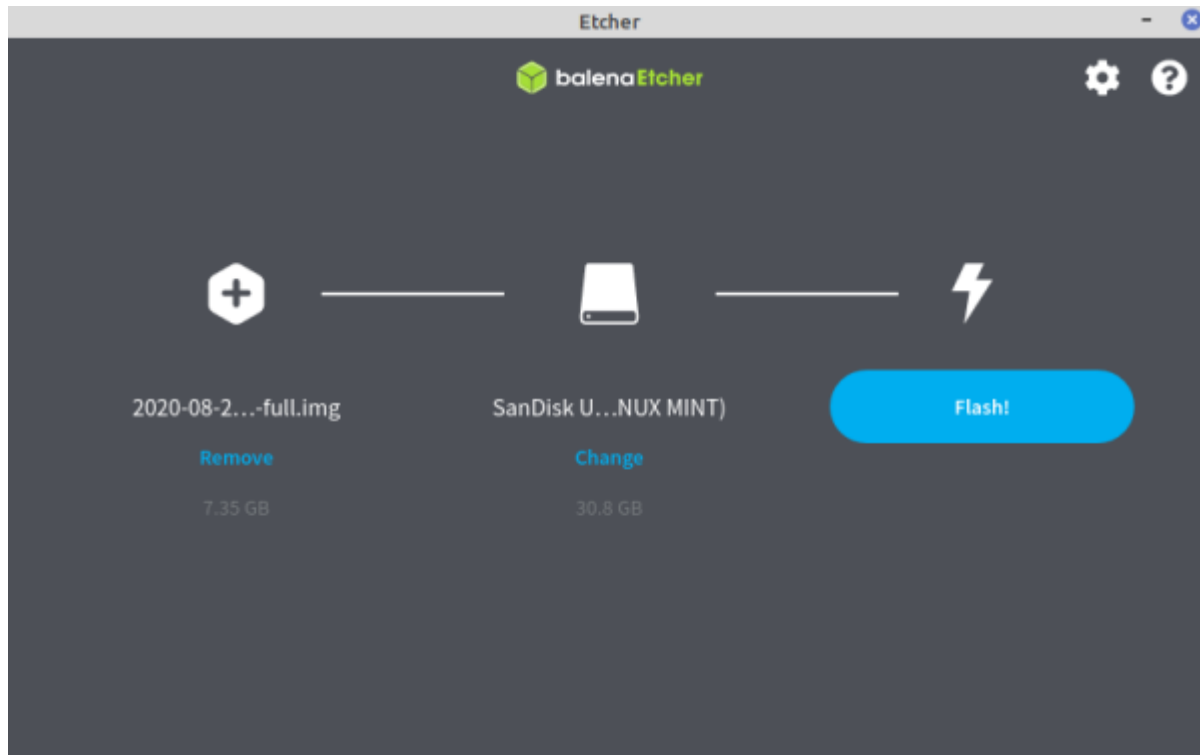 Etcher
balenaEtcher
2020-08-2...-full.img
SanDisk U...NUX MINT)
Flash!
Remove
Change
7.35 GB
30.8 GB